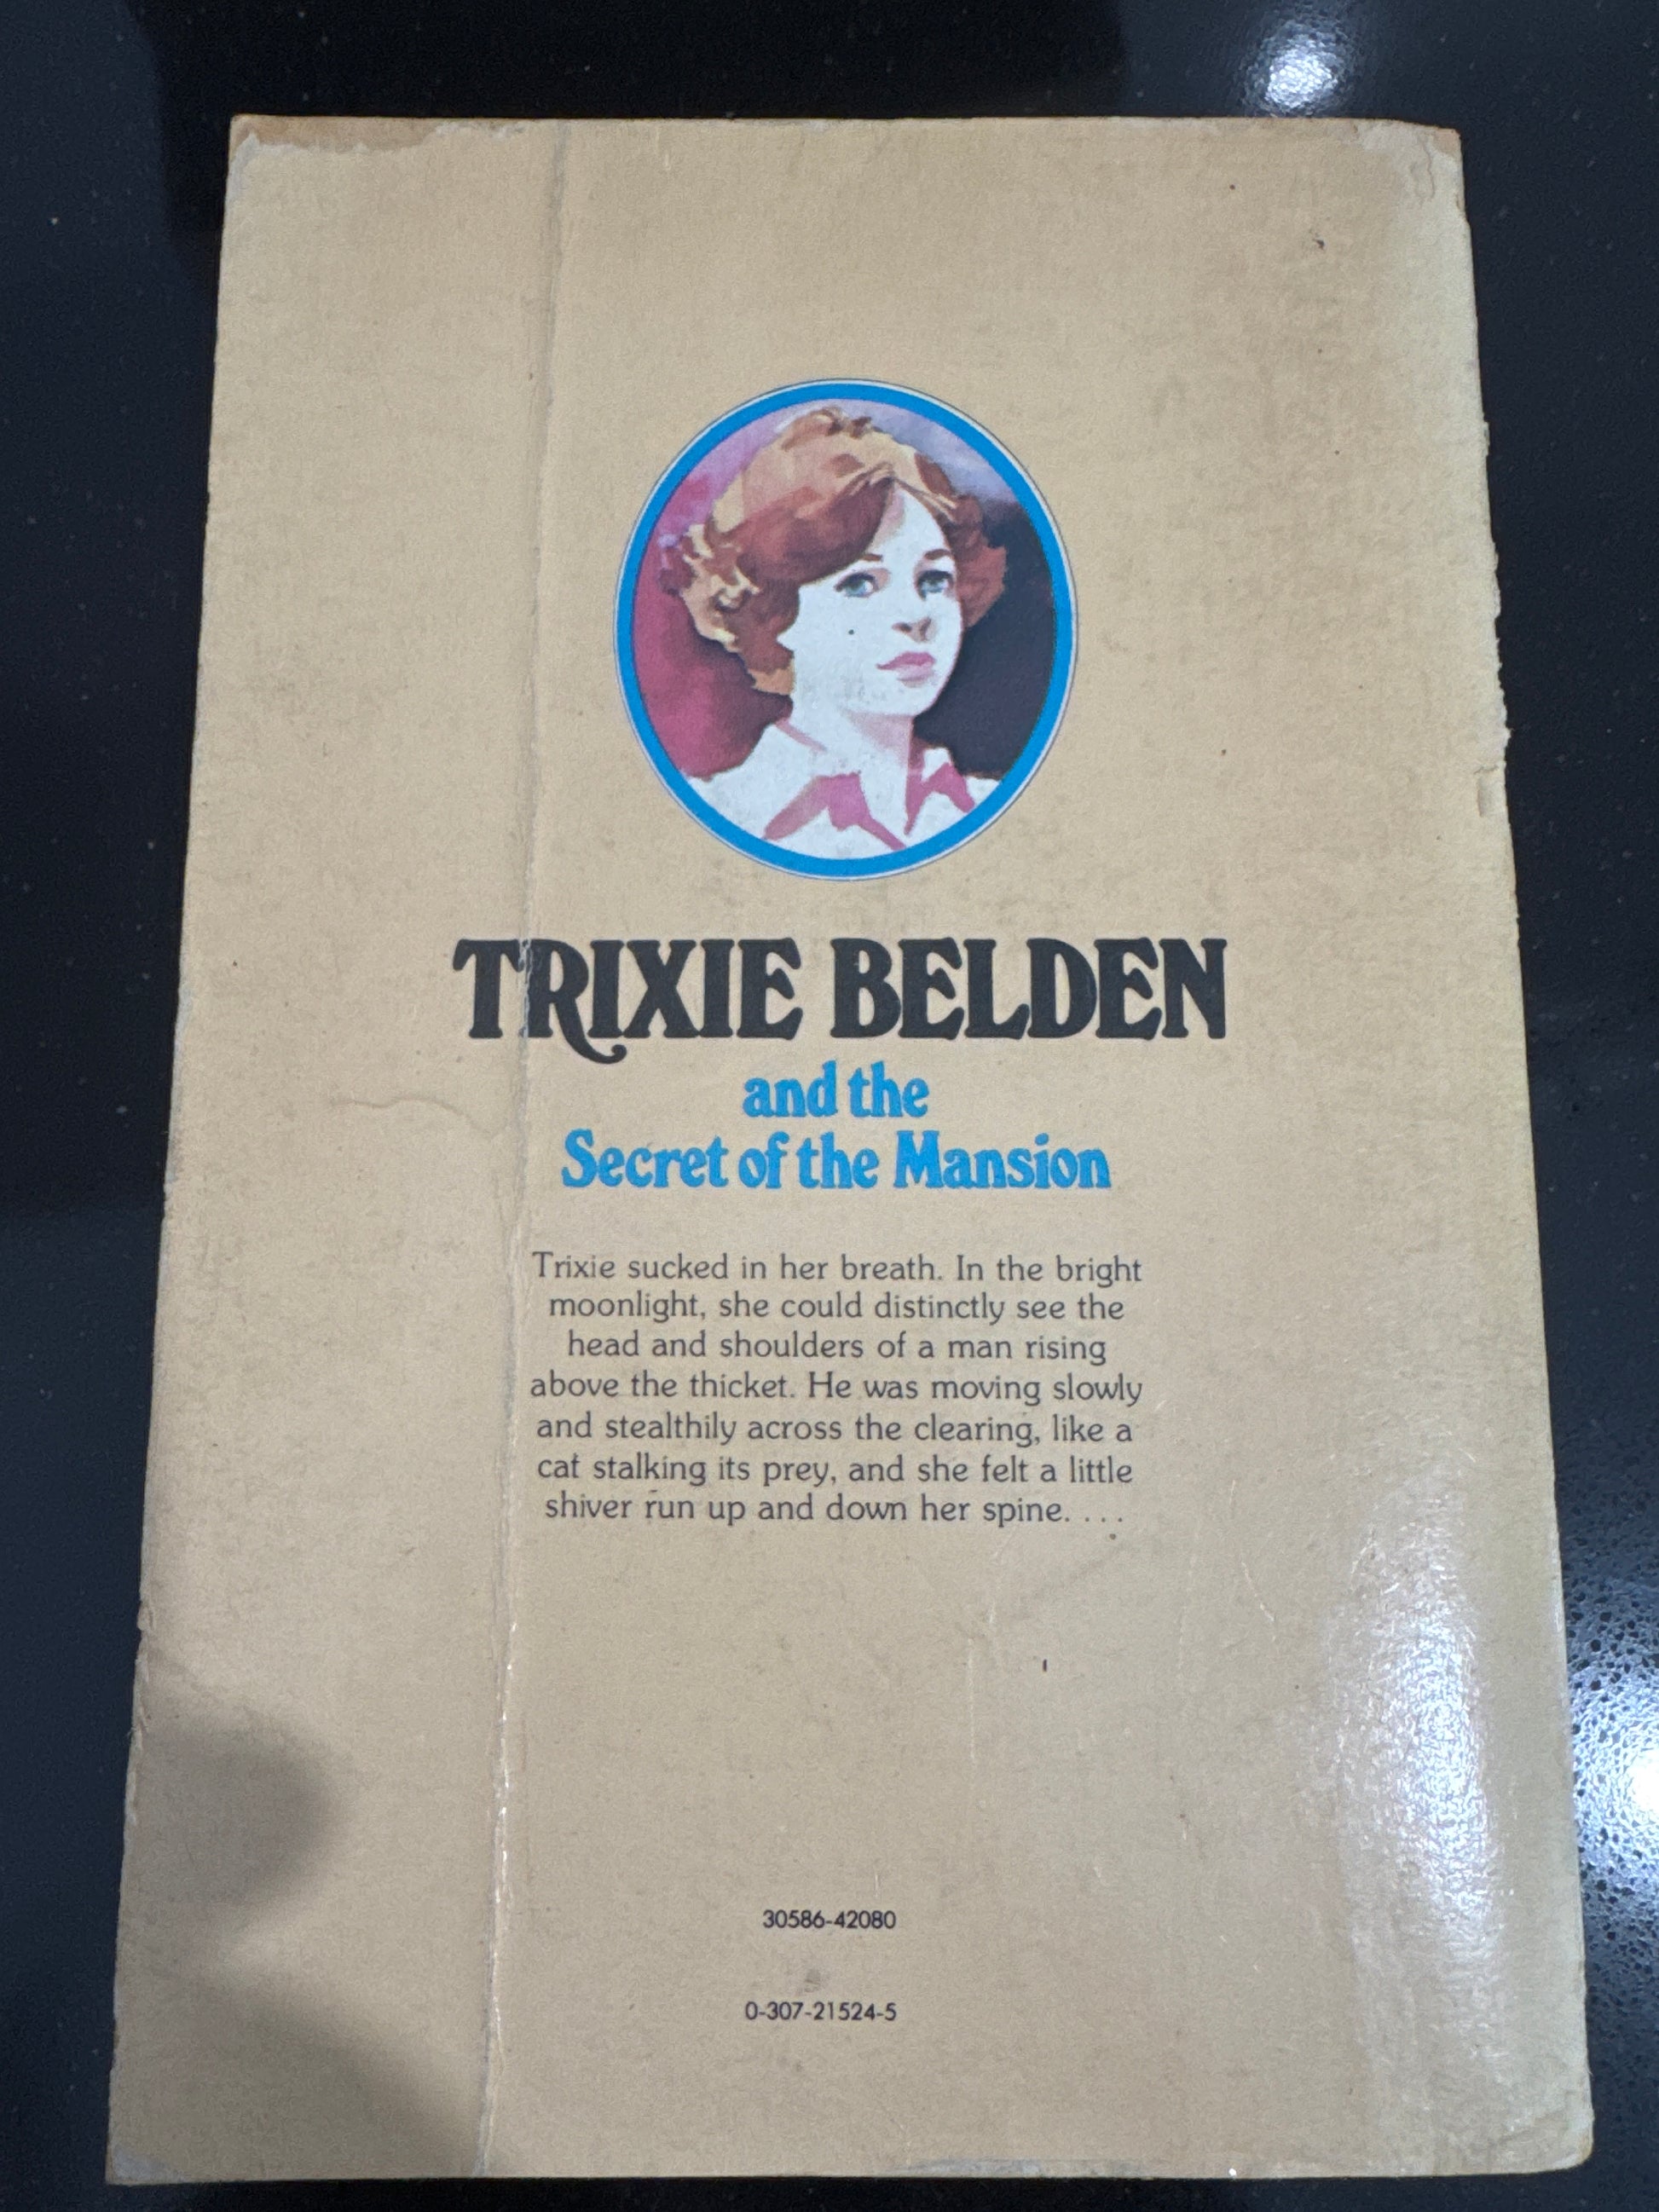 TRIXIE BELDEN
and the
Secret of the Mansion
Trixie sucked in her breath. In the bright
moonlight, she could distinctly see the
head and shoulders of a man rising
above the thicket. He was moving slowly
and stealthily across the clearing, like a
cat stalking its prey, and she felt a little
shiver run up and down her spine. . . .
30586-42080
0-307-21524-5